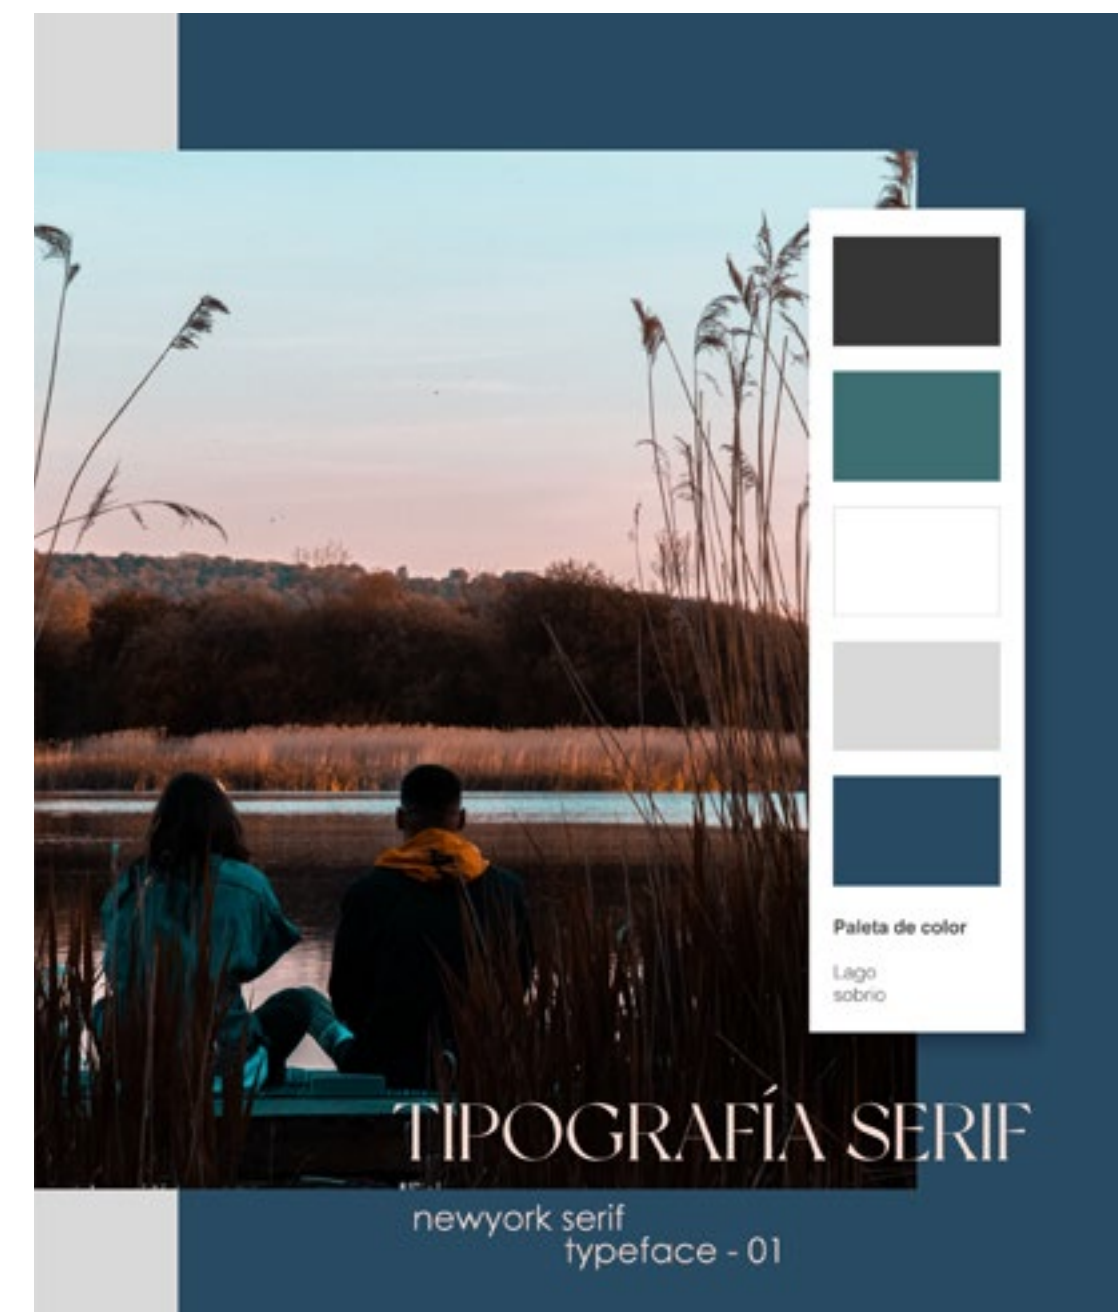 Paleta de color
Lago
sobrio
TIPOGRAFÍA SERIF
newyork serif
typeface - 01